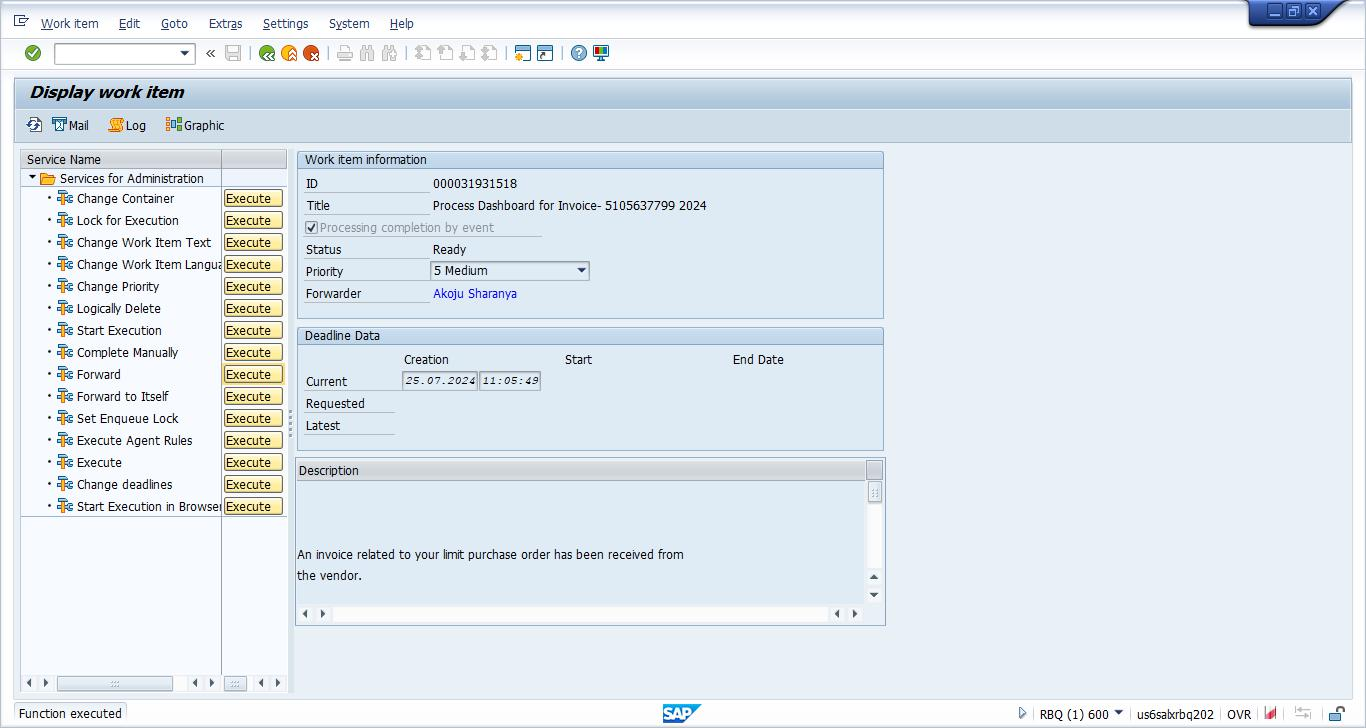 Work item Edit Goto Extras Settings System Help
Display work item
Mail Log Graphic
Service Name
Services for Administration
Change Container Execute
Lock for Execution Execute
Change Work Item Text Execute
Change Work Item Langua Execute
Change Priority Execute
Logically Delete Execute
Start Execution Execute
Complete Manually Execute
Forward Execute
Forward to Itself Execute
Set Enqueue Lock Execute
Execute Agent Rules Execute
Execute Execute
Change deadlines Execute
Start Execution in Browser Execute
Work item information
ID 000031931518
Title Process Dashboard for Invoice- 5105637799 2024
Processing completion by event
Status Ready
Priority 5 Medium
Forwarder Akoju Sharanya
Deadline Data
Creation Start End Date
Current 25.07.2024 11:05:49
Requested
Latest
Description
An invoice related to your limit purchase order has been received from
the vendor.
Function executed SAP RBQ (1) 600 us6salxrbq202 OVR